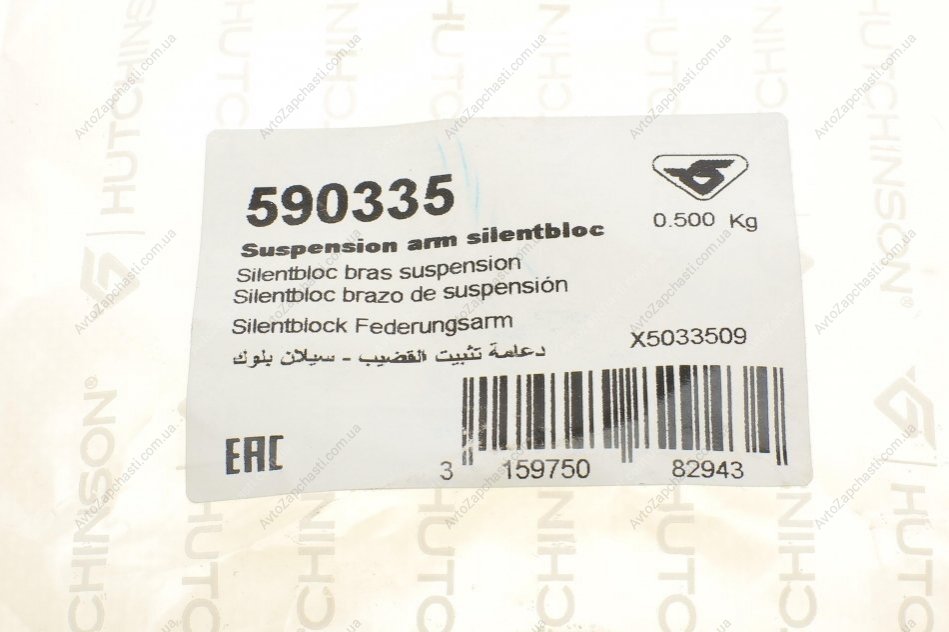 590335
0.500 Kg
Suspension arm silentbloc
Silentbloc bras suspension
Silentbloc brazo de suspensión
Silentblock Federungsarm
X5033509
دعامة تثبيت القضيب - سيلان بلوك
EAC
3 159750 82943
HUTCHINSON®
AvtoZapchasti.com.ua